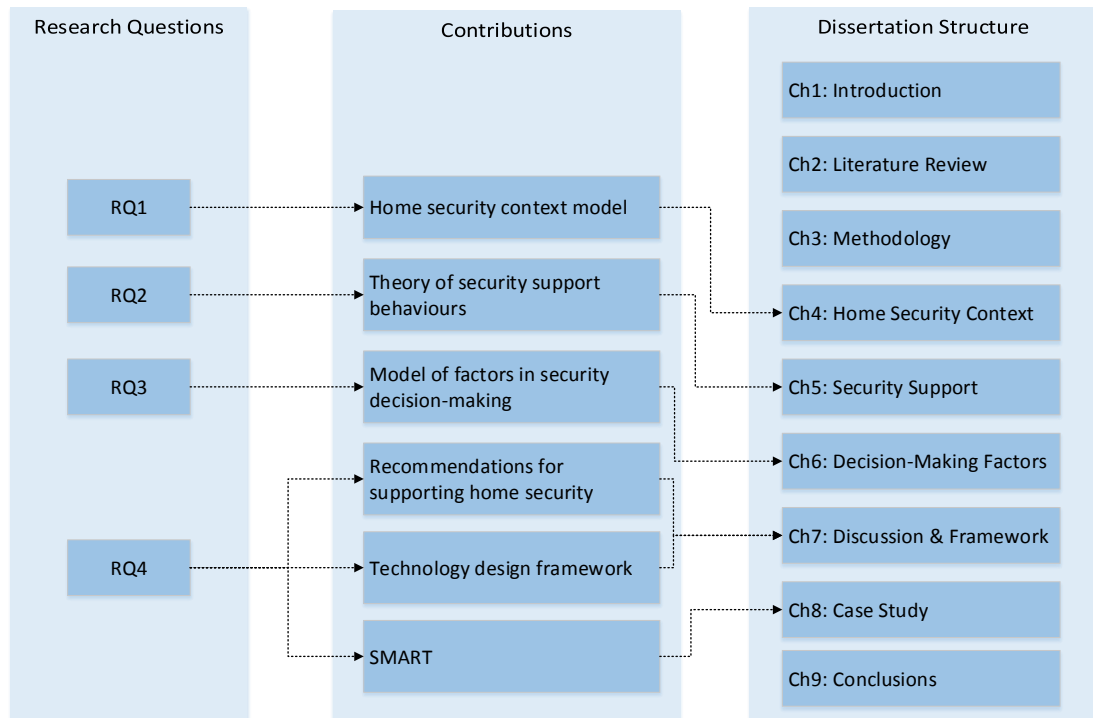 Research Questions
Contributions
Dissertation Structure
RQ1
RQ2
RQ3
RQ4
Home security context model
Theory of security support
behaviours
Model of factors in security
decision-making
Recommendations for
supporting home security
Technology design framework
SMART
Ch1: Introduction
Ch2: Literature Review
Ch3: Methodology
Ch4: Home Security Context
Ch5: Security Support
Ch6: Decision-Making Factors
Ch7: Discussion & Framework
Ch8: Case Study
Ch9: Conclusions